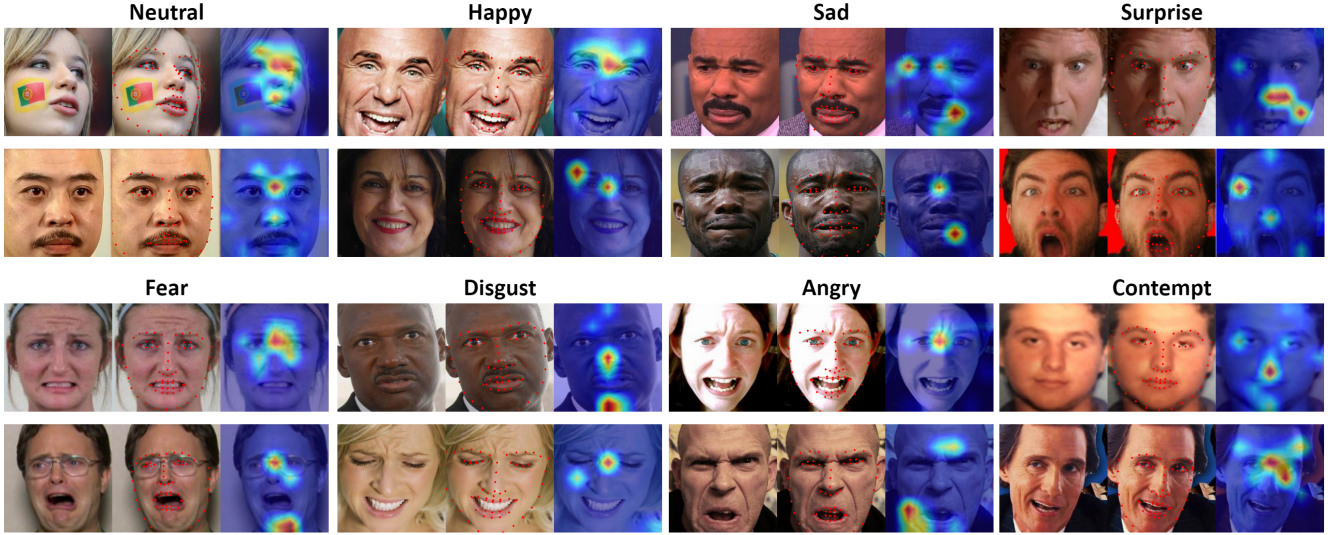 Neutral
Happy
Sad
Surprise
Fear
Disgust
Angry
Contempt